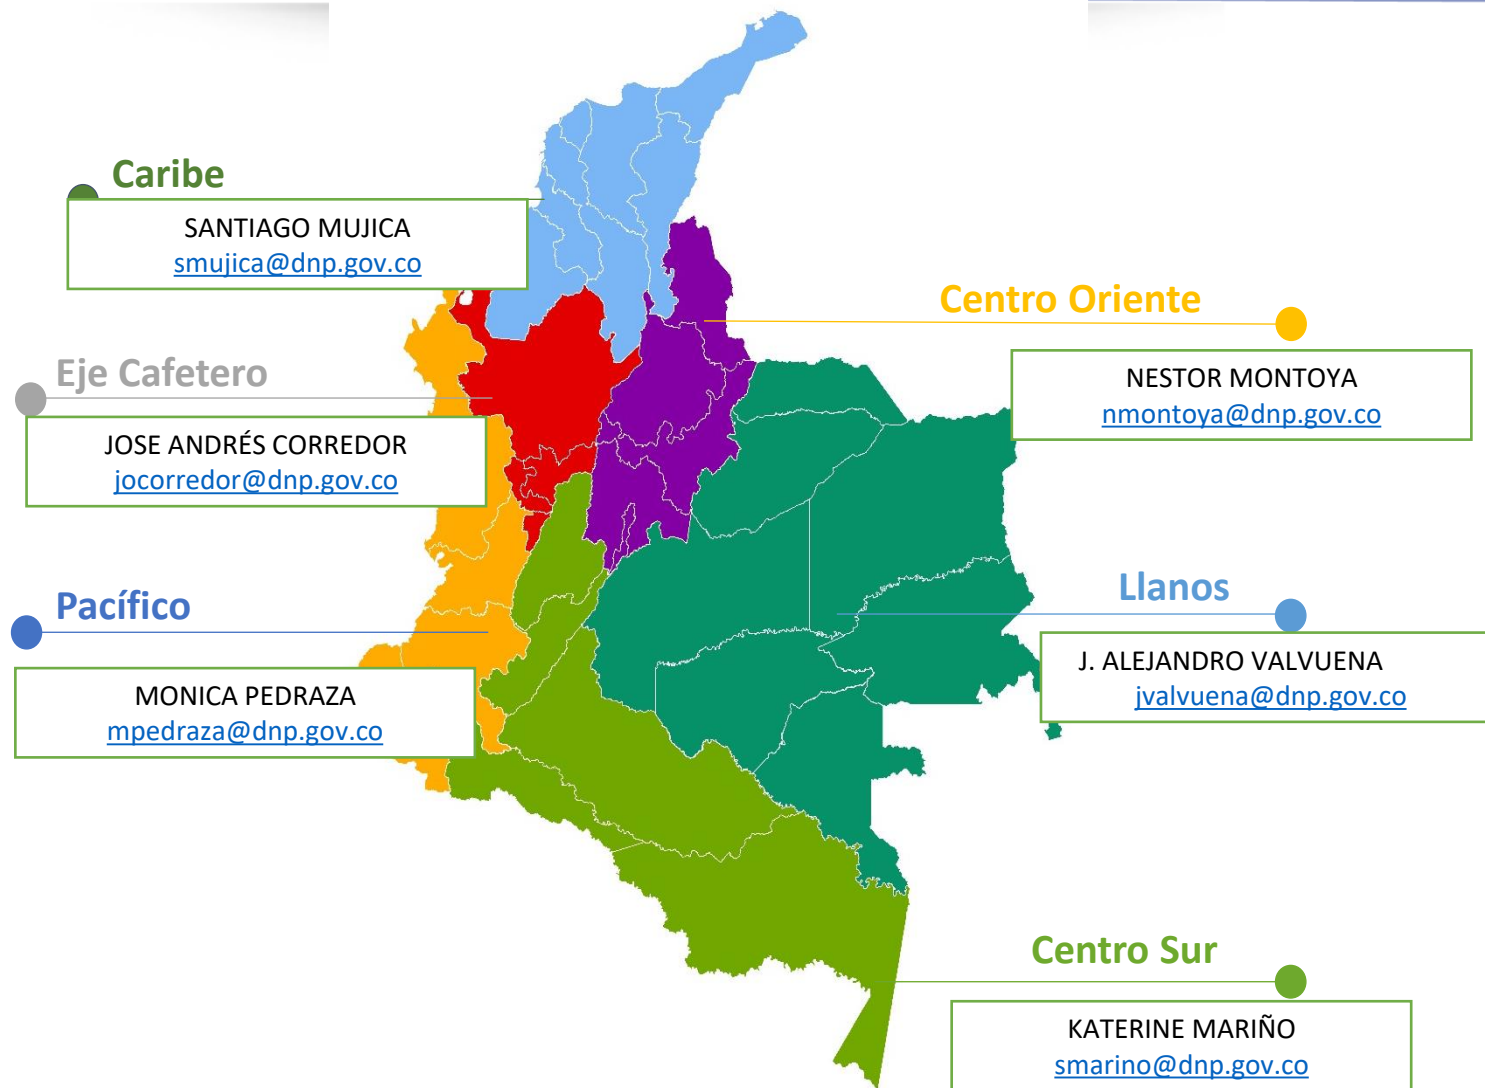 Caribe
SANTIAGO MUJICA
smujica@dnp.gov.co
Centro Oriente
NESTOR MONTOYA
nmontoya@dnp.gov.co
Eje Cafetero
JOSE ANDRÉS CORREDOR
jocorredor@dnp.gov.co
Llanos
J. ALEJANDRO VALVUENA
jvalvuena@dnp.gov.co
Pacífico
MONICA PEDRAZA
mpedraza@dnp.gov.co
Centro Sur
KATERINE MARIÑO
smarino@dnp.gov.co